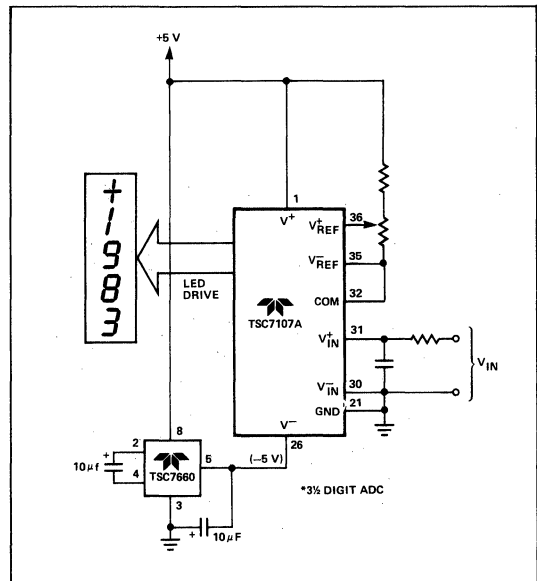 +5 V
1
V+
36
V+REF
35
V−REF
32
COM
TSC7107A
31
V+IN
30
V−IN
21
GND
VIN
V−
26
LED
DRIVE
+1983
8
2
+
10μf
4
TSC7660
5
(−5 V)
3
+
10μF
*3½ DIGIT ADC